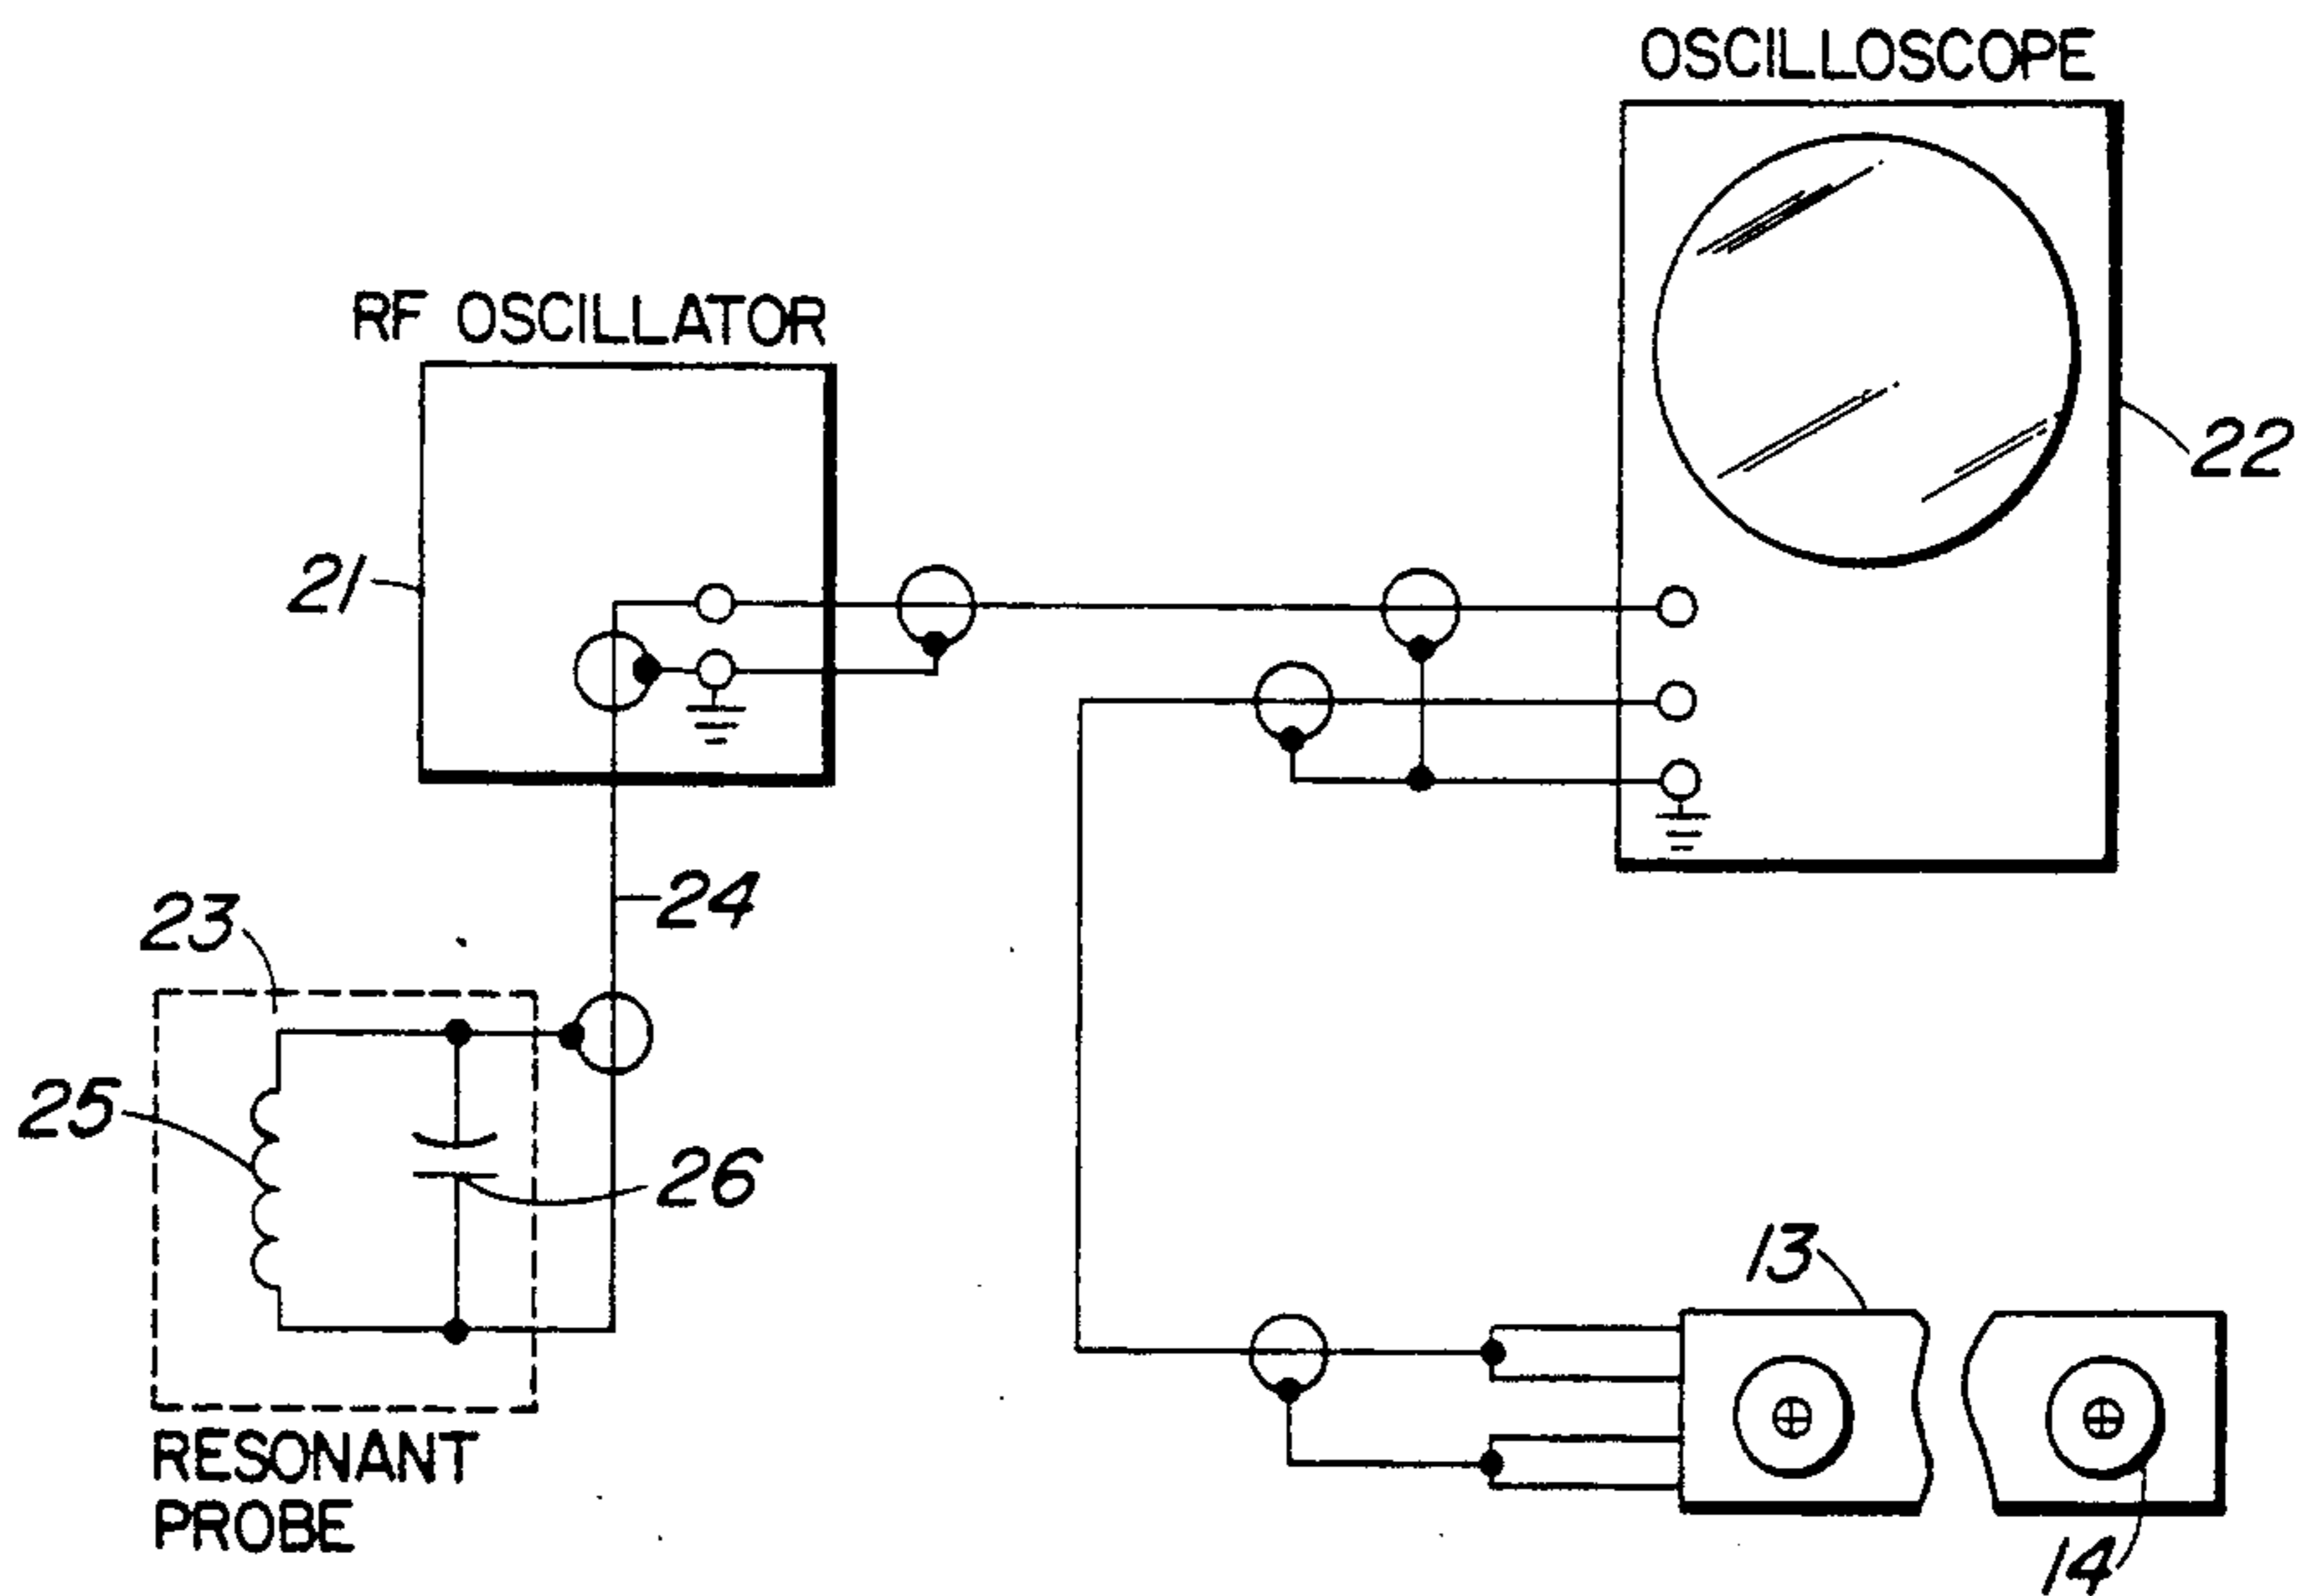 OSCILLOSCOPE
RF OSCILLATOR
22
21
24
23
25
26
13
RESONANT
PROBE
14